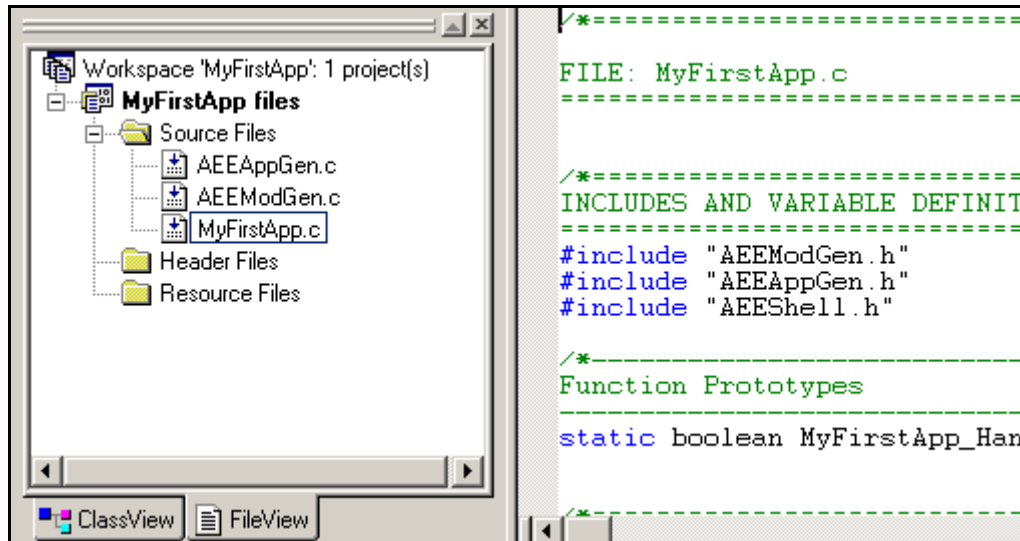 Workspace 'MyFirstApp': 1 project(s)
MyFirstApp files
Source Files
AEEAppGen.c
AEEModGen.c
MyFirstApp.c
Header Files
Resource Files
ClassView
FileView
/*=============================
FILE: MyFirstApp.c
=============================
/*=============================
INCLUDES AND VARIABLE DEFINIT
=============================
#include "AEEModGen.h"
#include "AEEAppGen.h"
#include "AEEShell.h"
/*-----------------------------
Function Prototypes
-----------------------------
static boolean MyFirstApp_Han
/*-----------------------------